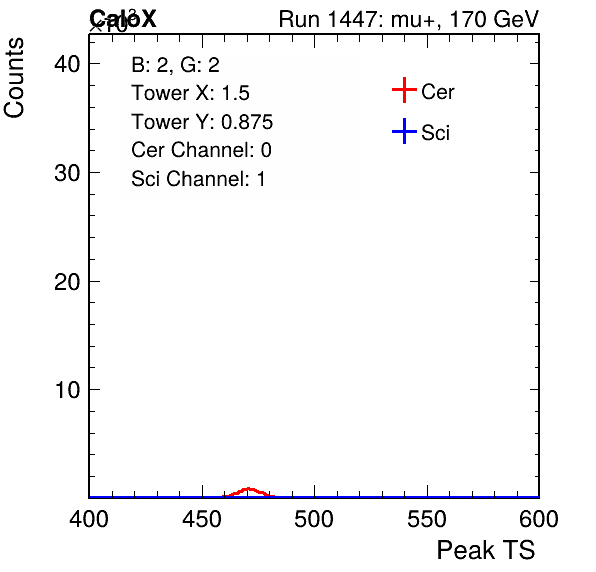 CaloX Run 1447: mu+, 170 GeV
×10³
Counts
B: 2, G: 2
Tower X: 1.5
Tower Y: 0.875
Cer Channel: 0
Sci Channel: 1
Cer
Sci
40
30
20
10
400 450 500 550 600
Peak TS